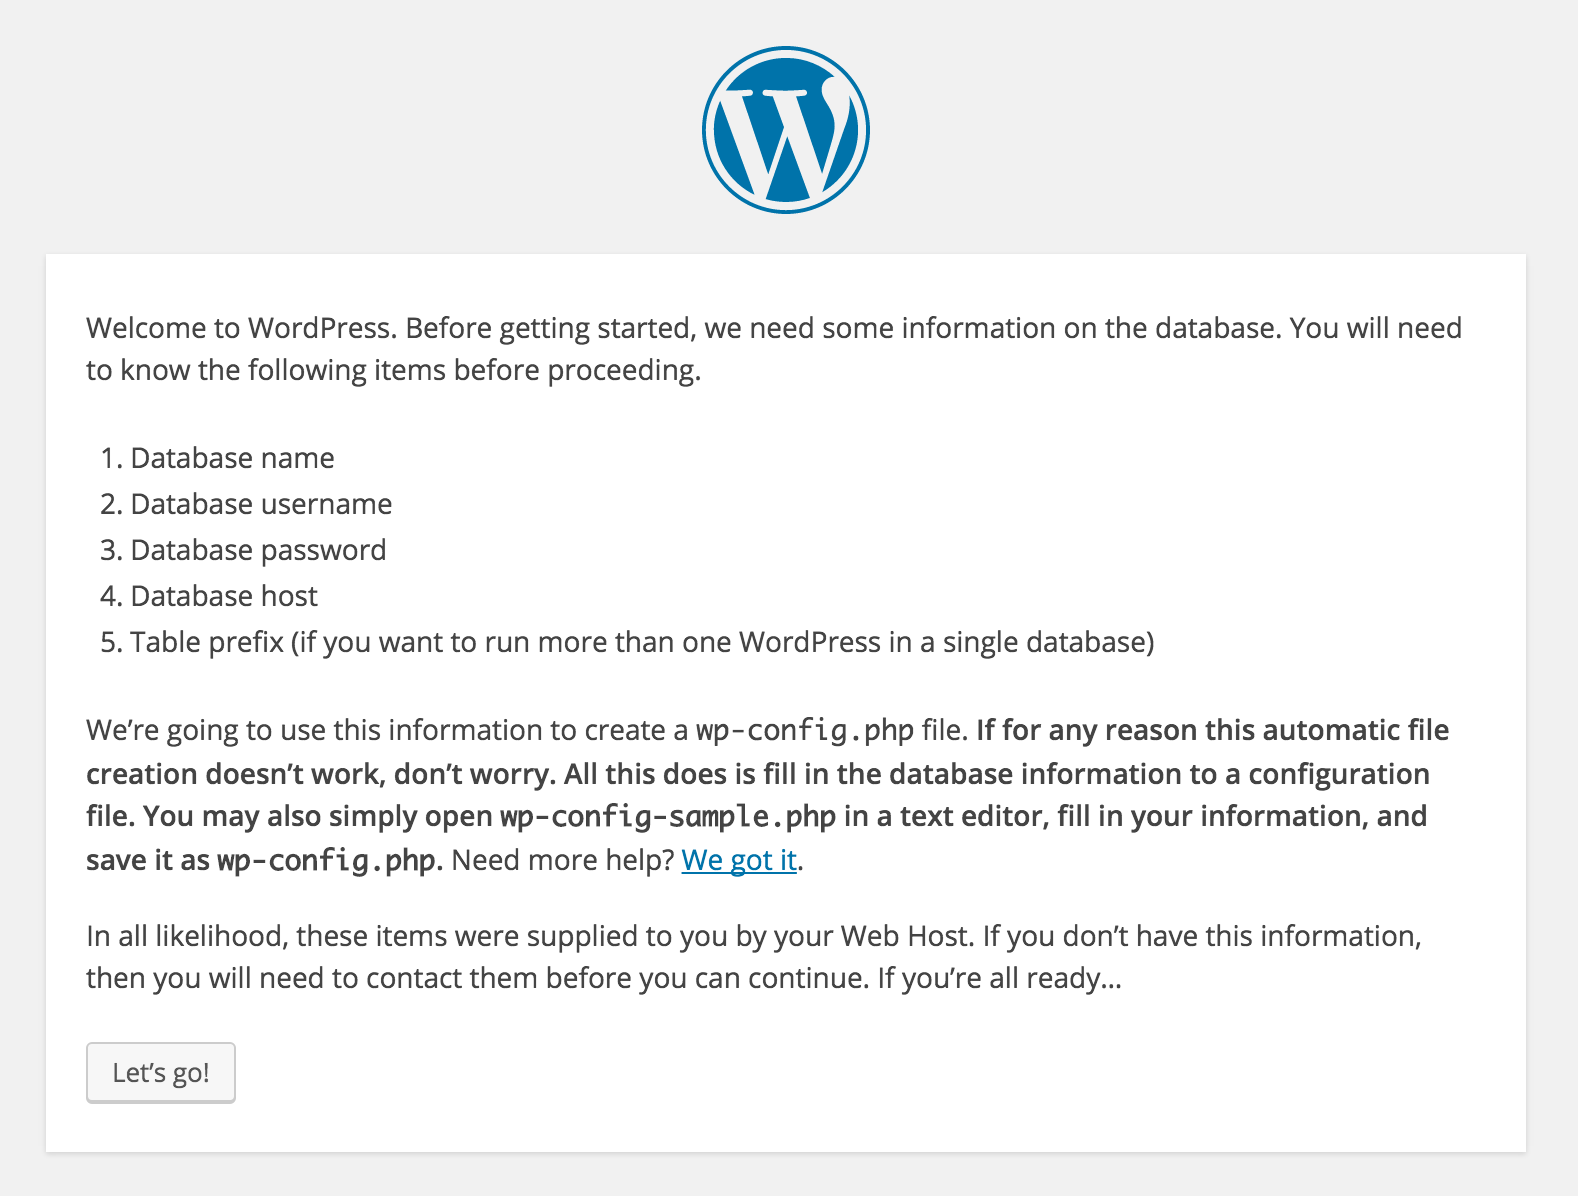 Welcome to WordPress. Before getting started, we need some information on the database. You will need
to know the following items before proceeding.
1. Database name
2. Database username
3. Database password
4. Database host
5. Table prefix (if you want to run more than one WordPress in a single database)
We’re going to use this information to create a wp-config.php file. If for any reason this automatic file
creation doesn’t work, don’t worry. All this does is fill in the database information to a configuration
file. You may also simply open wp-config-sample.php in a text editor, fill in your information, and
save it as wp-config.php. Need more help? We got it.
In all likelihood, these items were supplied to you by your Web Host. If you don’t have this information,
then you will need to contact them before you can continue. If you’re all ready…
Let’s go!